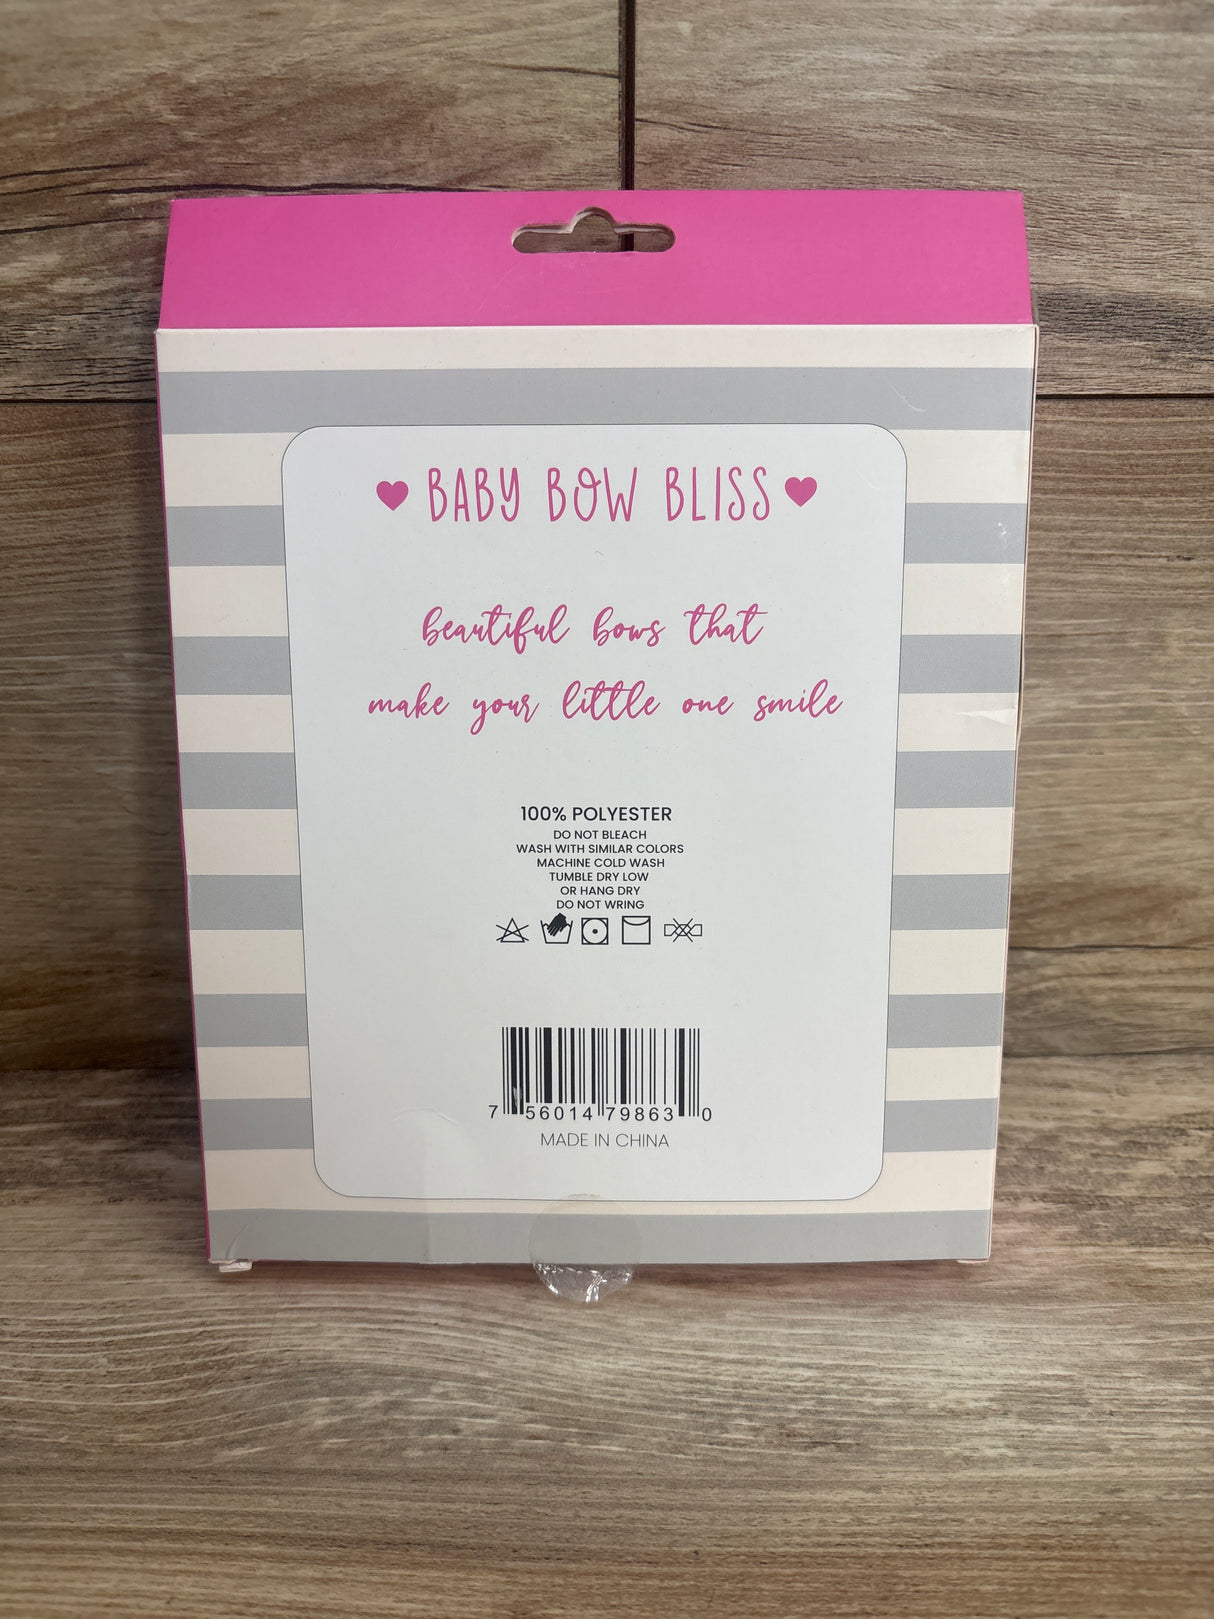 BABY BOW BLISS
beautiful bows that
make your little one smile
100% POLYESTER
DO NOT BLEACH
WASH WITH SIMILAR COLORS
MACHINE COLD WASH
TUMBLE DRY LOW
OR HANG DRY
DO NOT WRING
7 56014 79863 0
MADE IN CHINA